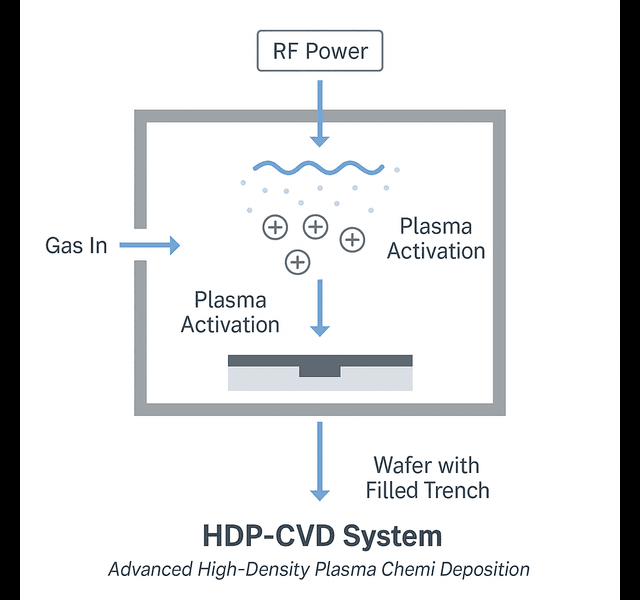 RF Power
Gas In
Plasma
Activation
Plasma
Activation
Wafer with
Filled Trench
HDP-CVD System
Advanced High-Density Plasma Chemi Deposition